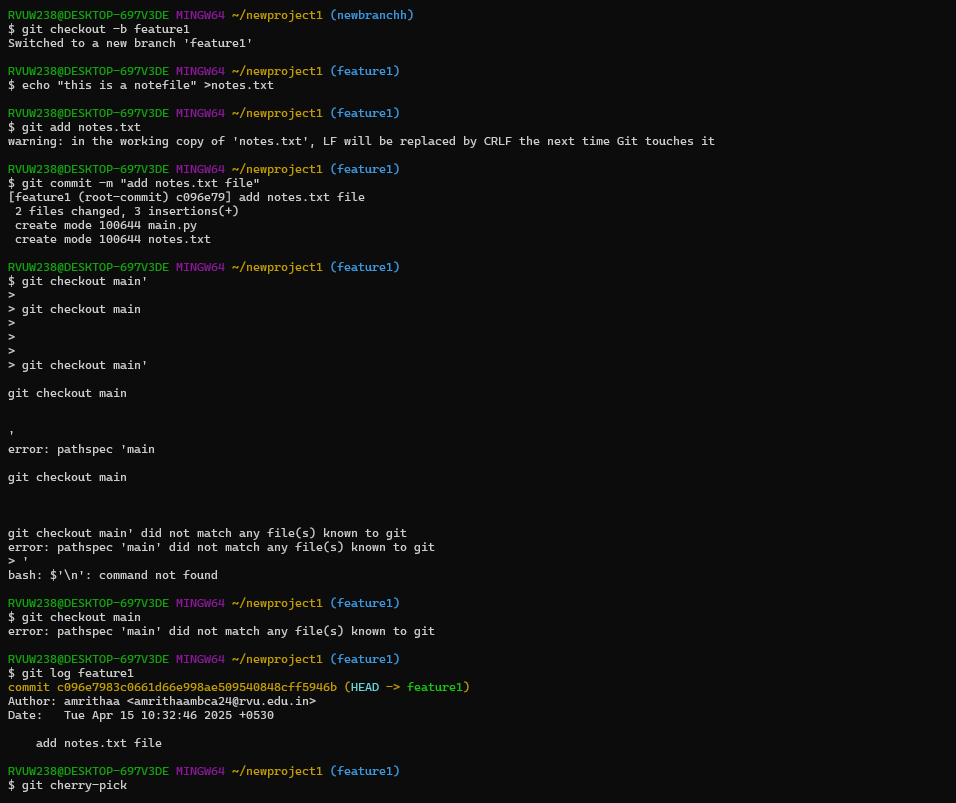 RVUW238@DESKTOP-697V3DE MINGW64 ~/newproject1 (newbranchh)
$ git checkout -b feature1
Switched to a new branch 'feature1'
RVUW238@DESKTOP-697V3DE MINGW64 ~/newproject1 (feature1)
$ echo "this is a notefile" >notes.txt
RVUW238@DESKTOP-697V3DE MINGW64 ~/newproject1 (feature1)
$ git add notes.txt
warning: in the working copy of 'notes.txt', LF will be replaced by CRLF the next time Git touches it
RVUW238@DESKTOP-697V3DE MINGW64 ~/newproject1 (feature1)
$ git commit -m "add notes.txt file"
[feature1 (root-commit) c096e79] add notes.txt file
 2 files changed, 3 insertions(+)
 create mode 100644 main.py
 create mode 100644 notes.txt
RVUW238@DESKTOP-697V3DE MINGW64 ~/newproject1 (feature1)
$ git checkout main'
>
> git checkout main
>
>
>
> git checkout main'
git checkout main
'
error: pathspec 'main
git checkout main
git checkout main' did not match any file(s) known to git
error: pathspec 'main' did not match any file(s) known to git
> '
bash: $'\n': command not found
RVUW238@DESKTOP-697V3DE MINGW64 ~/newproject1 (feature1)
$ git checkout main
error: pathspec 'main' did not match any file(s) known to git
RVUW238@DESKTOP-697V3DE MINGW64 ~/newproject1 (feature1)
$ git log feature1
commit c096e7983c0661d66e998ae509540848cff5946b (HEAD -> feature1)
Author: amrithaa <amrithaambca24@rvu.edu.in>
Date:   Tue Apr 15 10:32:46 2025 +0530
    add notes.txt file
RVUW238@DESKTOP-697V3DE MINGW64 ~/newproject1 (feature1)
$ git cherry-pick